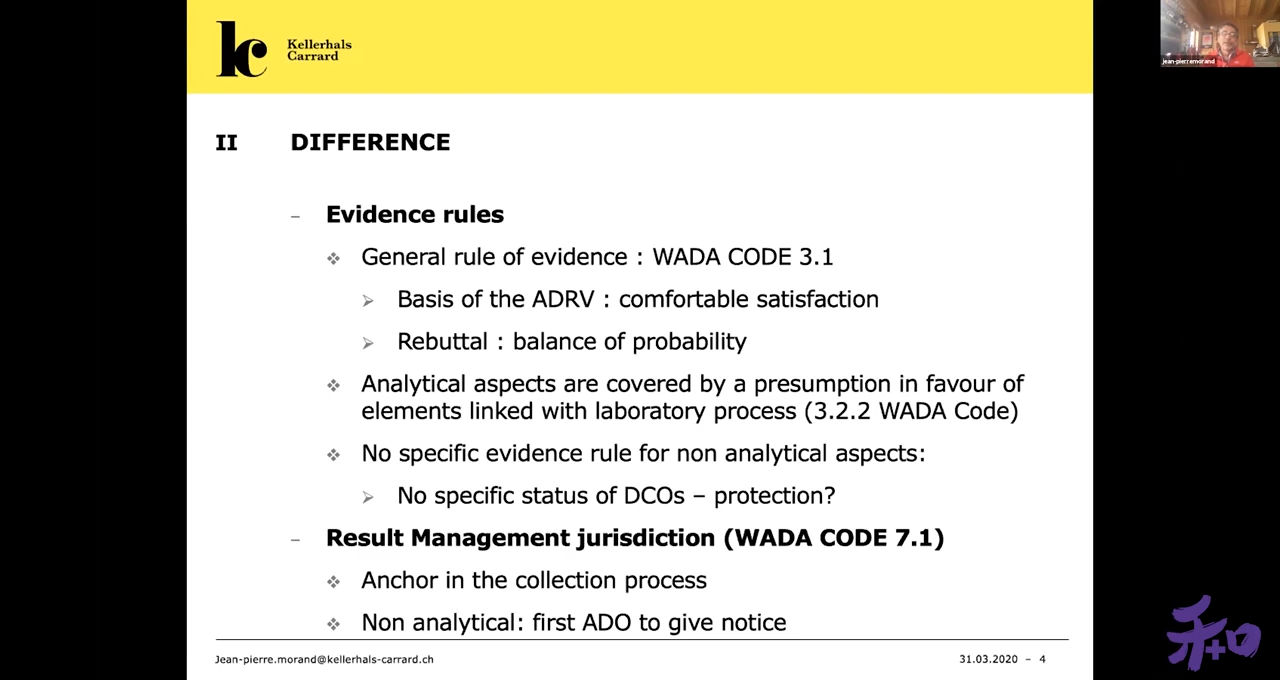 kc
Kellerhals
Carrard
jean-pierremorand
II DIFFERENCE
– Evidence rules
❖ General rule of evidence : WADA CODE 3.1
➢ Basis of the ADRV : comfortable satisfaction
➢ Rebuttal : balance of probability
❖ Analytical aspects are covered by a presumption in favour of
elements linked with laboratory process (3.2.2 WADA Code)
❖ No specific evidence rule for non analytical aspects:
➢ No specific status of DCOs – protection?
– Result Management jurisdiction (WADA CODE 7.1)
❖ Anchor in the collection process
❖ Non analytical: first ADO to give notice
Jean-pierre.morand@kellerhals-carrard.ch
31.03.2020 – 4